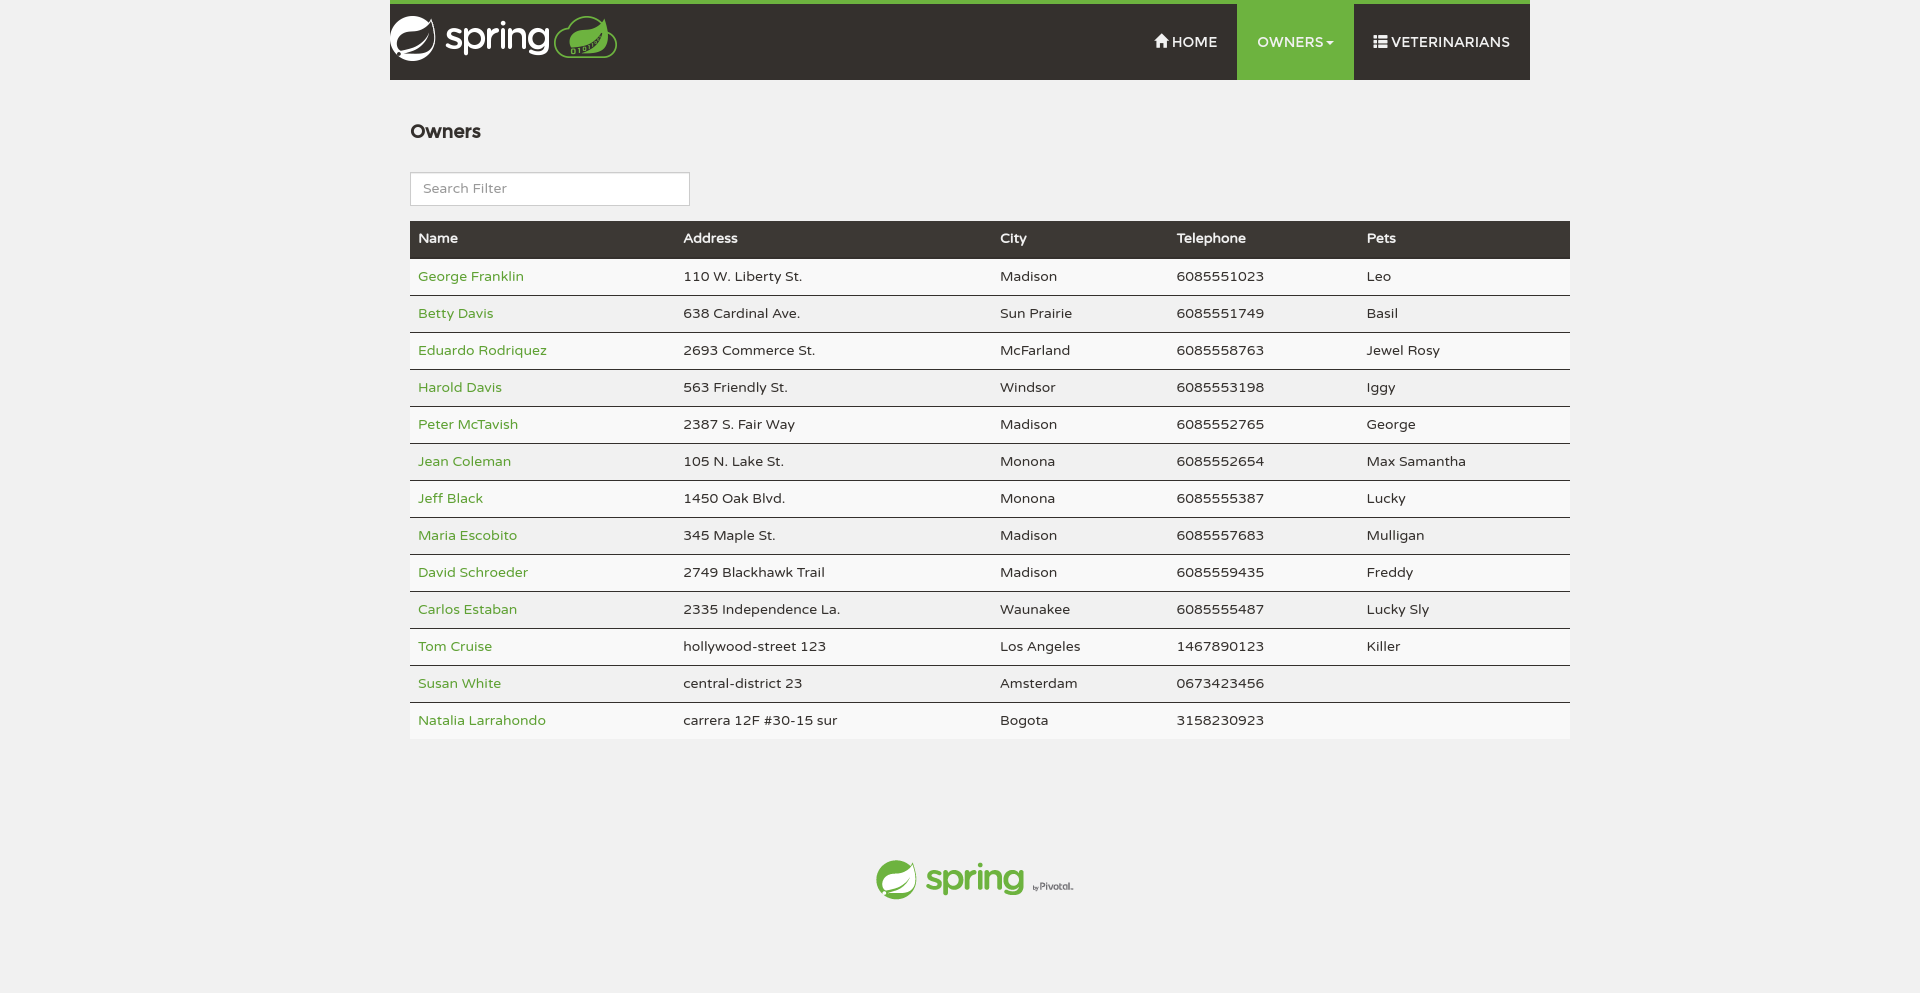 spring HOME OWNERS VETERINARIANS
Owners
Search Filter
Name Address City Telephone Pets
George Franklin 110 W. Liberty St. Madison 6085551023 Leo
Betty Davis 638 Cardinal Ave. Sun Prairie 6085551749 Basil
Eduardo Rodriquez 2693 Commerce St. McFarland 6085558763 Jewel Rosy
Harold Davis 563 Friendly St. Windsor 6085553198 Iggy
Peter McTavish 2387 S. Fair Way Madison 6085552765 George
Jean Coleman 105 N. Lake St. Monona 6085552654 Max Samantha
Jeff Black 1450 Oak Blvd. Monona 6085555387 Lucky
Maria Escobito 345 Maple St. Madison 6085557683 Mulligan
David Schroeder 2749 Blackhawk Trail Madison 6085559435 Freddy
Carlos Estaban 2335 Independence La. Waunakee 6085555487 Lucky Sly
Tom Cruise hollywood-street 123 Los Angeles 1467890123 Killer
Susan White central-district 23 Amsterdam 0673423456
Natalia Larrahondo carrera 12F #30-15 sur Bogota 3158230923
spring by Pivotal